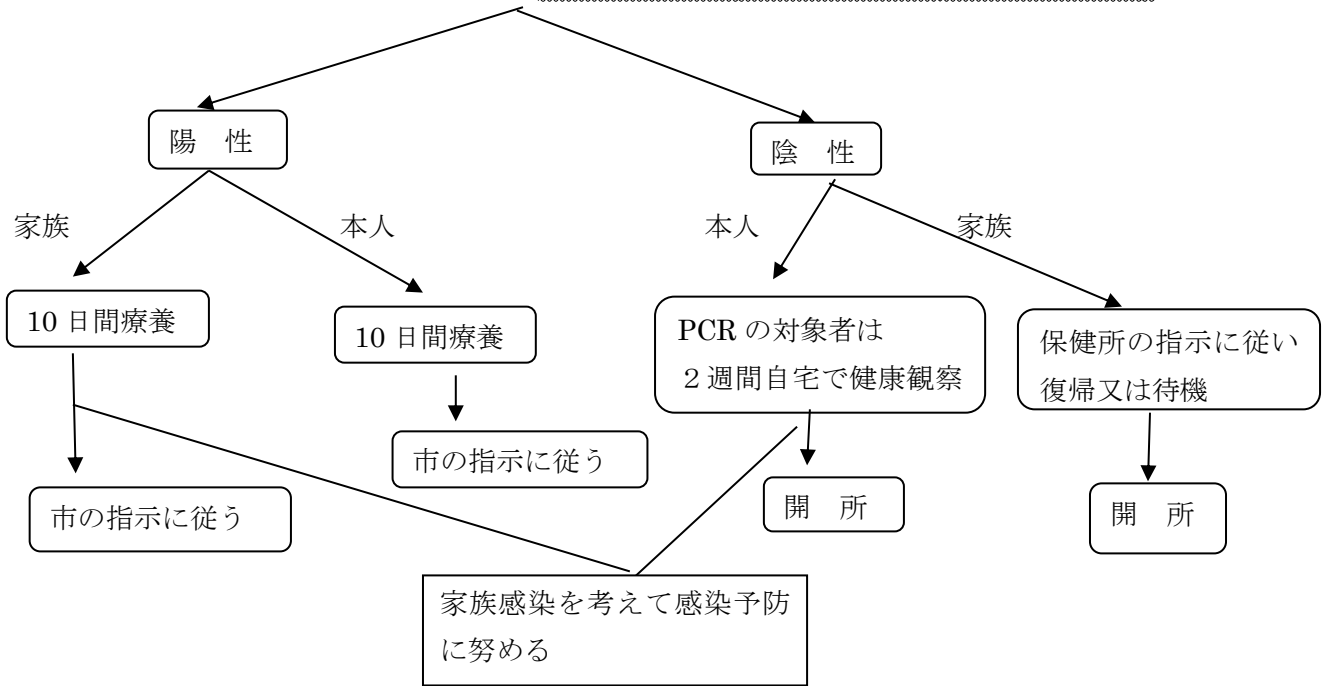 陽　性
陰　性
家族
本人
本人
家族
10 日間療養
10 日間療養
PCR の対象者は
２週間自宅で健康観察
保健所の指示に従い
復帰又は待機
市の指示に従う
市の指示に従う
開　所
開　所
家族感染を考えて感染予防
に努める